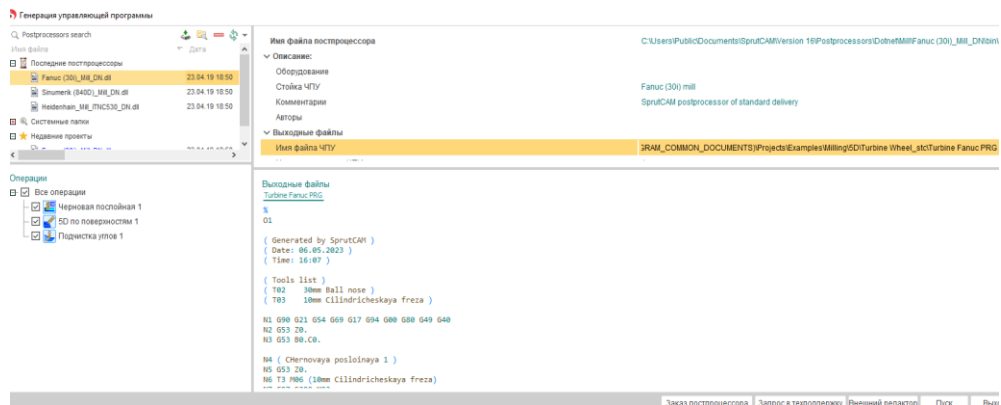 Генерация управляющей программы
Postprocessors search
Имя файла Дата
Последние постпроцессоры
Fanuc (30i)_Mill_DN.dll 23.04.19 18:50
Sinumerik (840D)_Mill_DN.dll 23.04.19 18:50
Heidenhain_Mill_iTNC530_DN.dll 23.04.19 18:50
Системные папки
Недавние проекты
Имя файла постпроцессора C:\Users\Public\Documents\SprutCAM\Version 16\Postprocessors\Dotnet\Mill\Fanuc (30i)_Mill_DN\bin\
Описание:
Оборудование
Стойка ЧПУ Fanuc (30i) mill
Комментарии SprutCAM postprocessor of standard delivery
Авторы
Выходные файлы
Имя файла ЧПУ RAM_COMMON_DOCUMENTS)\Projects\Examples\Milling\5D\Turbine Wheel_stc\Turbine Fanuc PRG
Операции
Все операции
Черновая послойная 1
5D по поверхностям 1
Подчистка углов 1
Выходные файлы
Turbine Fanuc PRG
%
O1
( Generated by SprutCAM )
( Date: 06.05.2023 )
( Time: 16:07 )
( Tools list )
( T02 30mm Ball nose )
( T03 10mm Cilindricheskaya freza )
N1 G90 G21 G54 G69 G17 G94 G00 G80 G49 G40
N2 G53 Z0.
N3 G53 B0.C0.
N4 ( CHernovaya posloinaya 1 )
N5 G53 Z0.
N6 T3 M06 (10mm Cilindricheskaya freza)
Заказ постпроцессора Запрос в техподдержку Внешний редактор Пуск